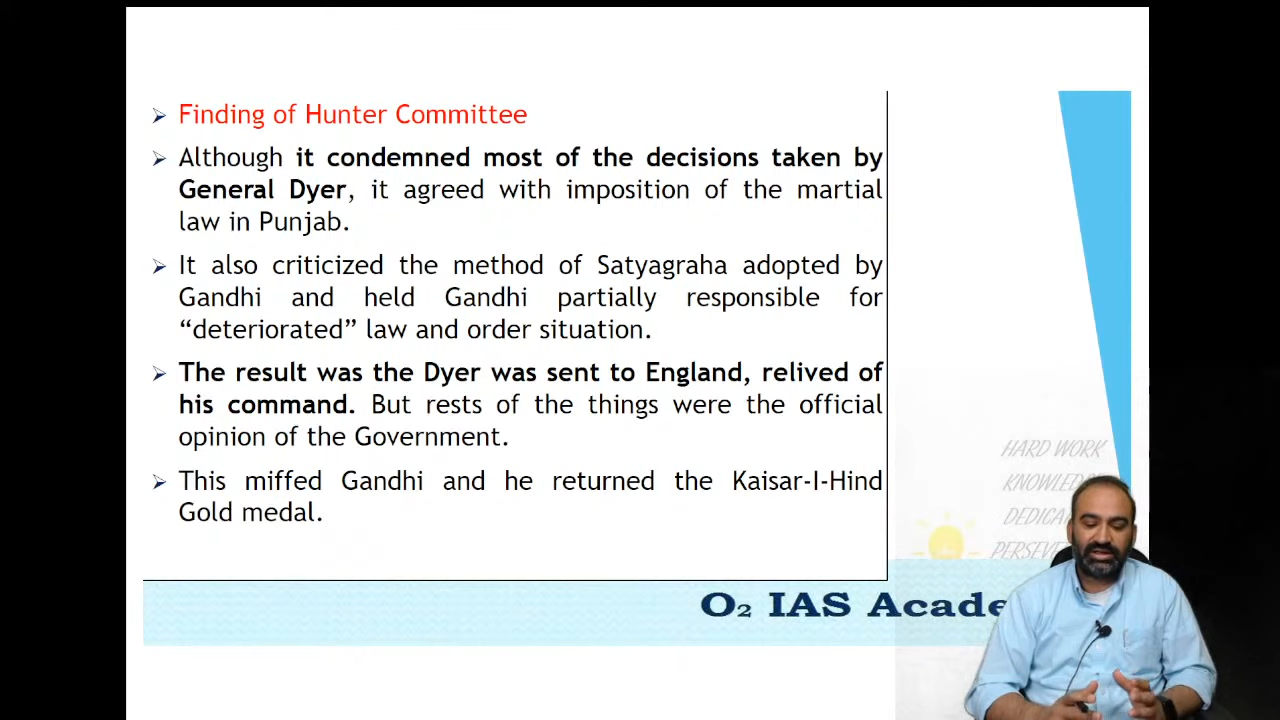 Finding of Hunter Committee
Although it condemned most of the decisions taken by
General Dyer, it agreed with imposition of the martial
law in Punjab.
It also criticized the method of Satyagraha adopted by
Gandhi and held Gandhi partially responsible for
“deteriorated” law and order situation.
The result was the Dyer was sent to England, relived of
his command. But rests of the things were the official
opinion of the Government.
This miffed Gandhi and he returned the Kaisar-I-Hind
Gold medal.
HARD WORK
O2 IAS